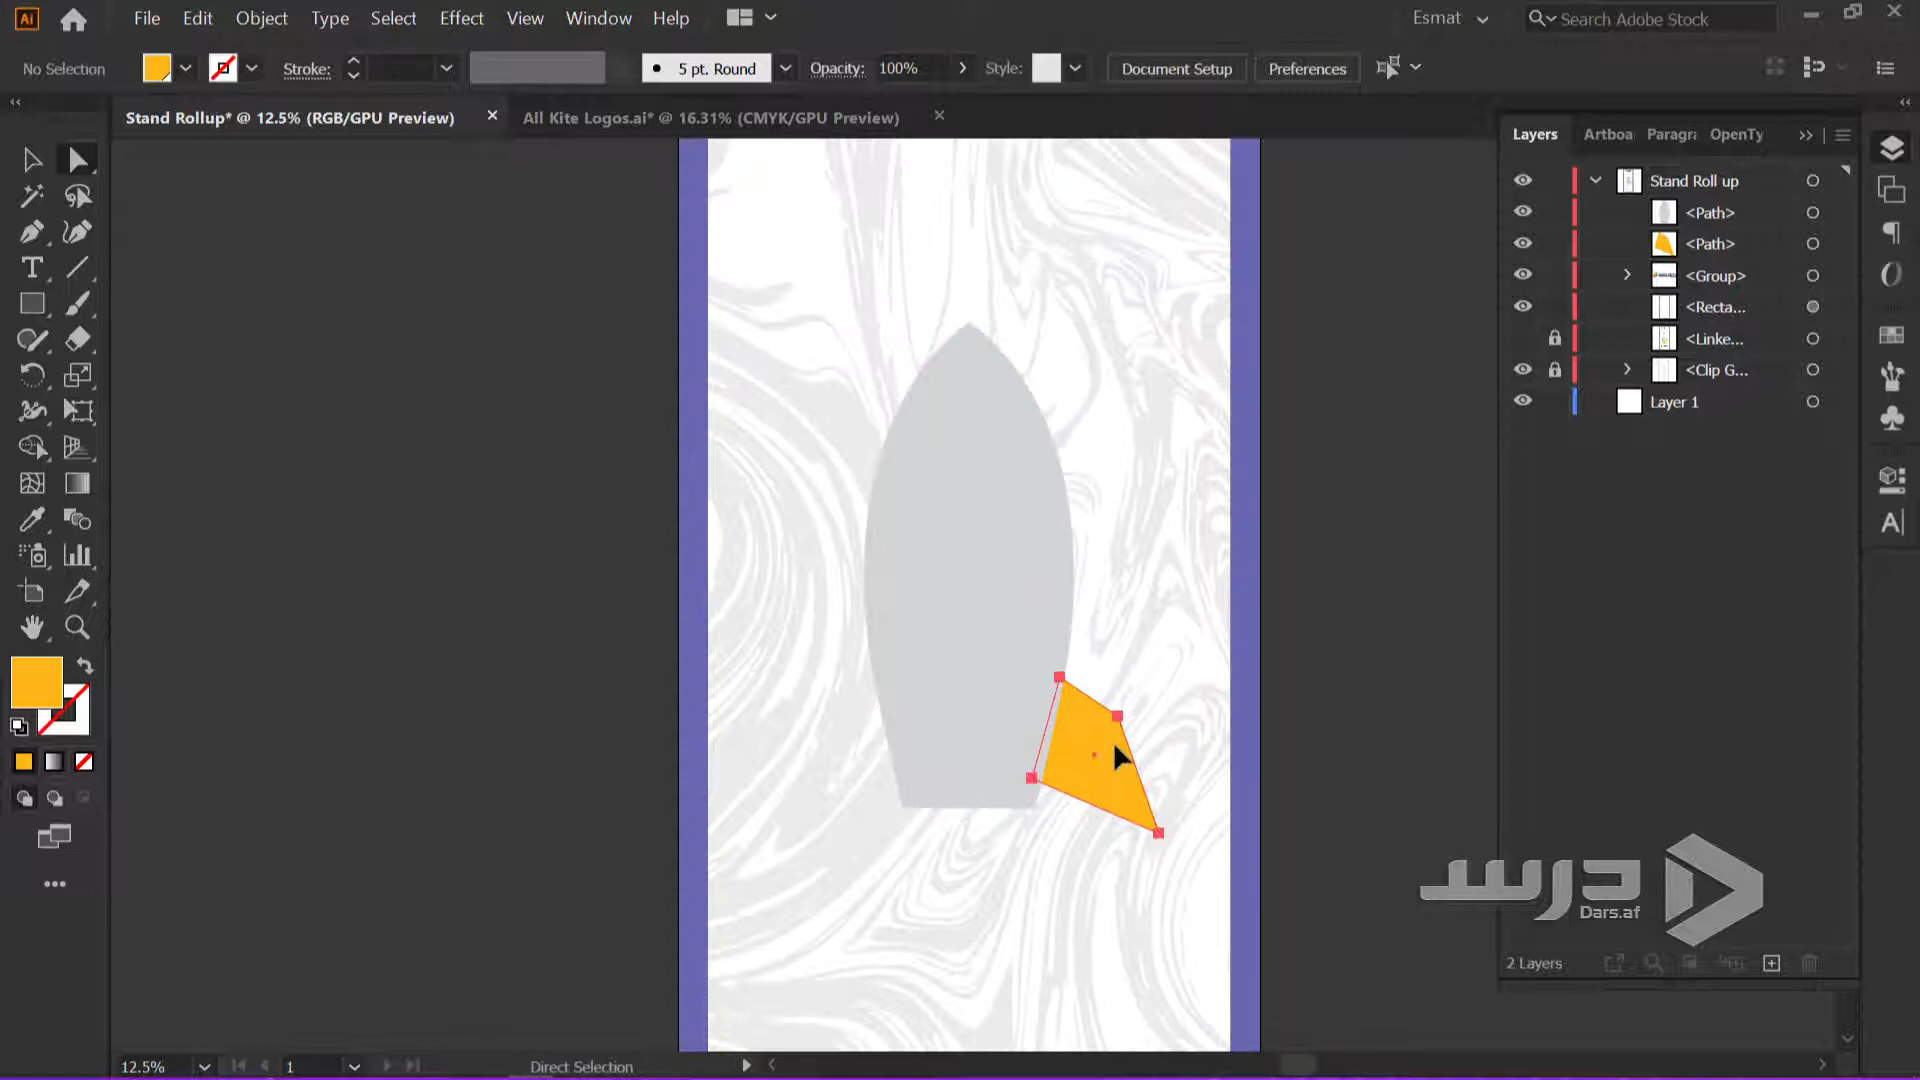 Ai File Edit Object Type Select Effect View Window Help Esmat Search Adobe Stock
No Selection Stroke: 5 pt. Round Opacity: 100% Style: Document Setup Preferences
Stand Rollup* @ 12.5% (RGB/GPU Preview) All Kite Logos.ai* @ 16.31% (CMYK/GPU Preview)
Layers Artboa Paragra OpenTy
Stand Roll up
<Path>
<Path>
<Group>
<Recta...
<Linke...
<Clip G...
Layer 1
درس
Dars.af
2 Layers
12.5% 1 Direct Selection